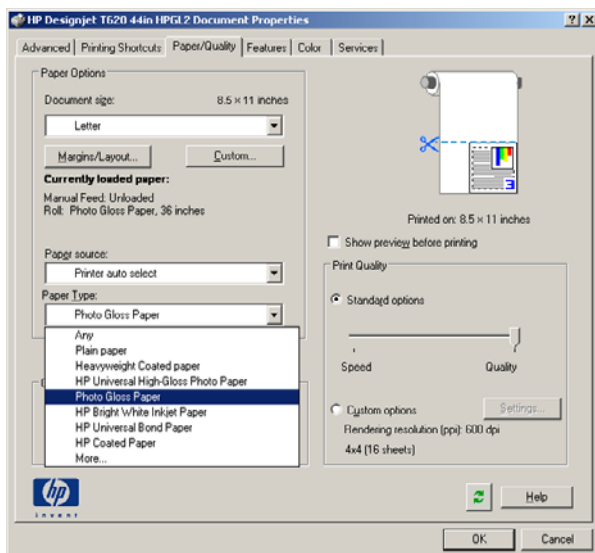 HP Designjet T620 44in HPGL2 Document Properties
Advanced
Printing Shortcuts
Paper/Quality
Features
Color
Services
Paper Options
Document size:
8.5 × 11 inches
Letter
Margins/Layout...
Custom...
Currently loaded paper:
Manual Feed: Unloaded
Roll: Photo Gloss Paper, 36 inches
Paper source:
Printer auto select
Paper Type:
Photo Gloss Paper
Any
Plain paper
Heavyweight Coated paper
HP Universal High-Gloss Photo Paper
Photo Gloss Paper
HP Bright White Inkjet Paper
HP Universal Bond Paper
HP Coated Paper
More...
3
Printed on: 8.5 × 11 inches
Show preview before printing
Print Quality
Standard options
Speed
Quality
Custom options
Settings...
Rendering resolution (ppi): 600 dpi
4x4 (16 sheets)
hp
invent
Help
OK
Cancel